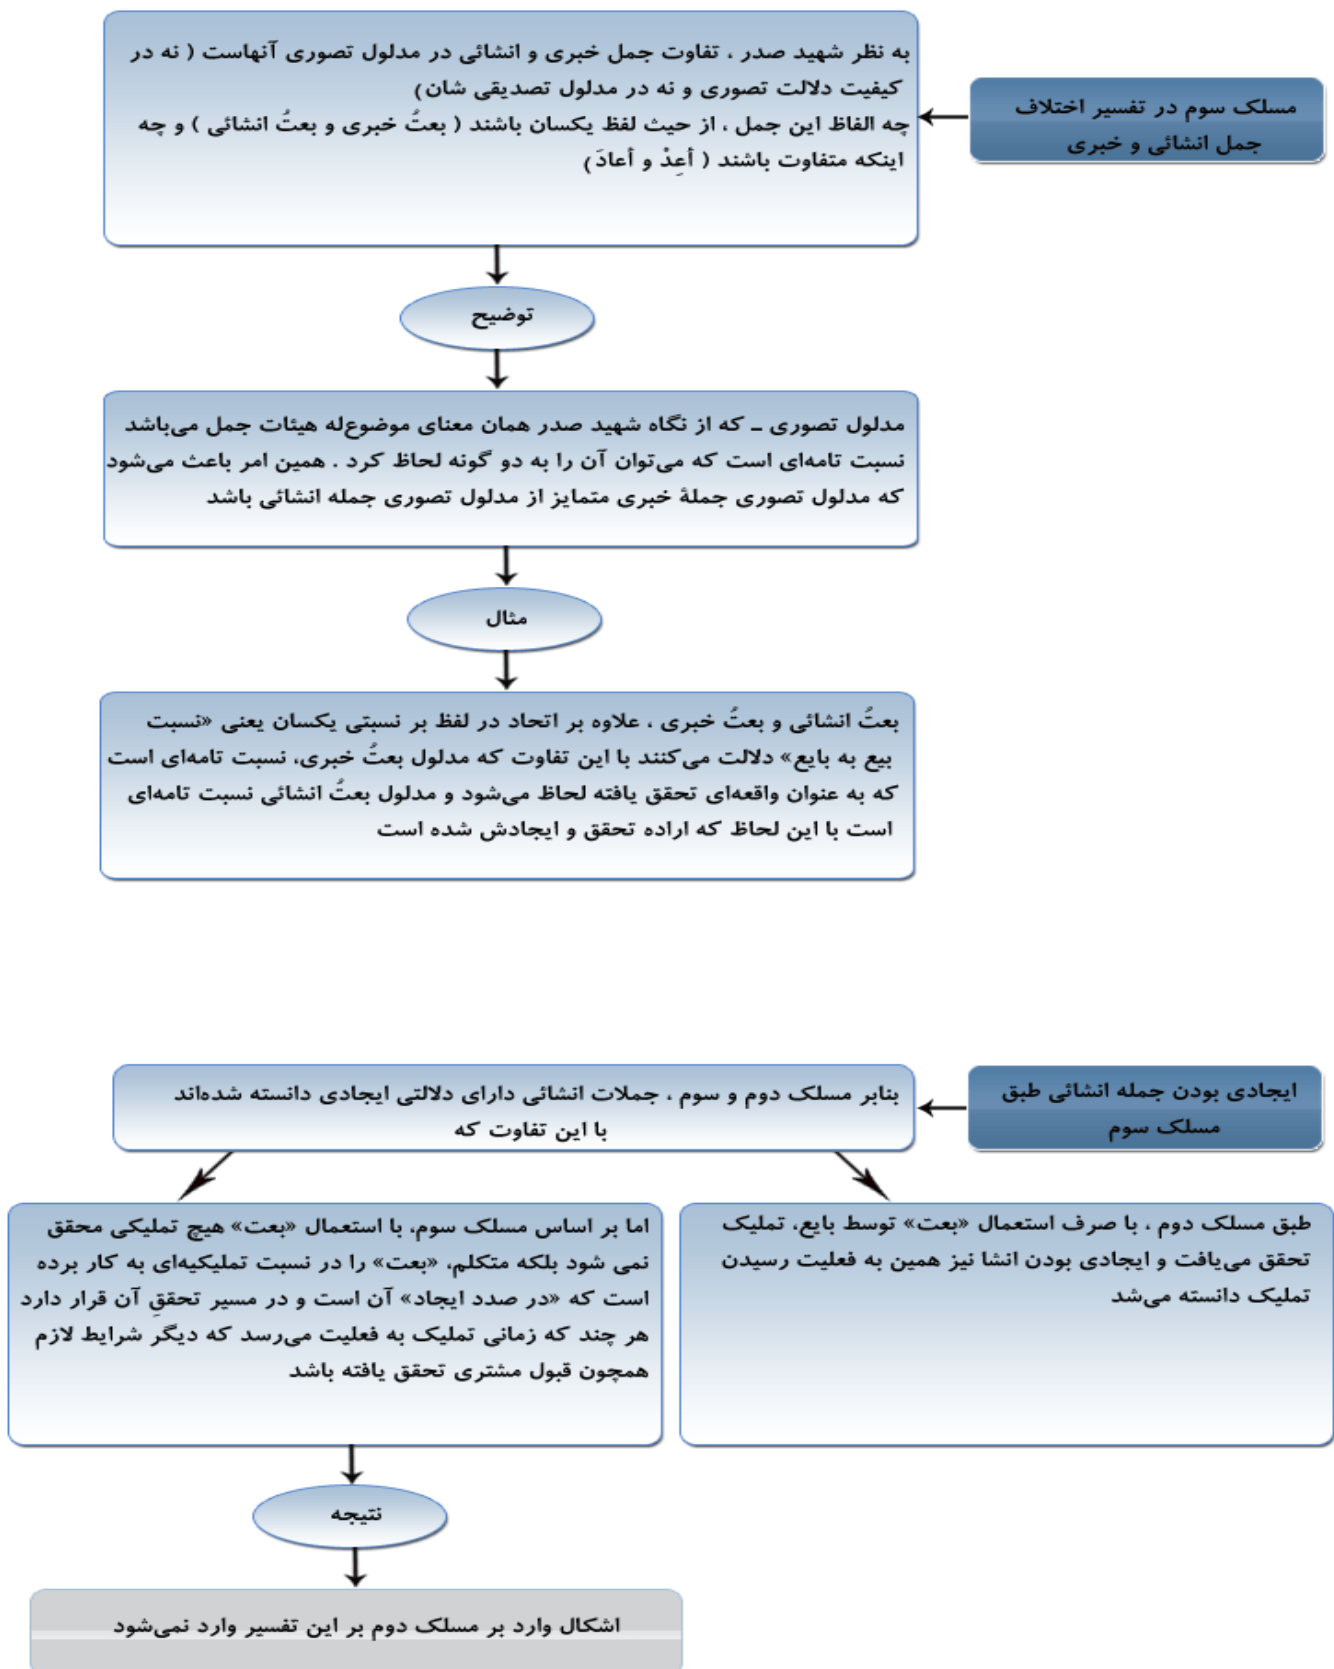 مسلک سوم در تفسیر اختلاف
جمل انشائی و خبری
به نظر شهید صدر ، تفاوت جمل خبری و انشائی در مدلول تصوری آنهاست ( نه در
کیفیت دلالت تصوری و نه در مدلول تصدیقی شان)
چه الفاظ این جمل ، از حیث لفظ یکسان باشند ( بعتُ خبری و بعتُ انشائی ) و چه
اینکه متفاوت باشند ( أعِدْ و أعادَ)
توضیح
مدلول تصوری ـ که از نگاه شهید صدر همان معنای موضوع‌له هیئات جمل می‌باشد
نسبت تامه‌ای است که می‌توان آن را به دو گونه لحاظ کرد . همین امر باعث می‌شود
که مدلول تصوری جملۀ خبری متمایز از مدلول تصوری جمله انشائی باشد
مثال
بعتُ انشائی و بعتُ خبری ، علاوه بر اتحاد در لفظ بر نسبتی یکسان یعنی «نسبت
بیع به بایع» دلالت می‌کنند با این تفاوت که مدلول بعتُ خبری، نسبت تامه‌ای است
که به عنوان واقعه‌ای تحقق یافته لحاظ می‌شود و مدلول بعتُ انشائی نسبت تامه‌ای
است با این لحاظ که اراده تحقق و ایجادش شده است
ایجادی بودن جمله انشائی طبق
مسلک سوم
بنابر مسلک دوم و سوم ، جملات انشائی دارای دلالتی ایجادی دانسته شده‌اند
با این تفاوت که
طبق مسلک دوم ، با صرف استعمال «بعت» توسط بایع، تملیک
تحقق می‌یافت و ایجادی بودن انشا نیز همین به فعلیت رسیدن
تملیک دانسته می‌شد
اما بر اساس مسلک سوم، با استعمال «بعت» هیچ تملیکی محقق
نمی شود بلکه متکلم، «بعت» را در نسبت تملیکیه‌ای به کار برده
است که «در صدد ایجاد» آن است و در مسیر تحققِ آن قرار دارد
هر چند که زمانی تملیک به فعلیت می‌رسد که دیگر شرایط لازم
همچون قبول مشتری تحقق یافته باشد
نتیجه
اشکال وارد بر مسلک دوم بر این تفسیر وارد نمی‌شود